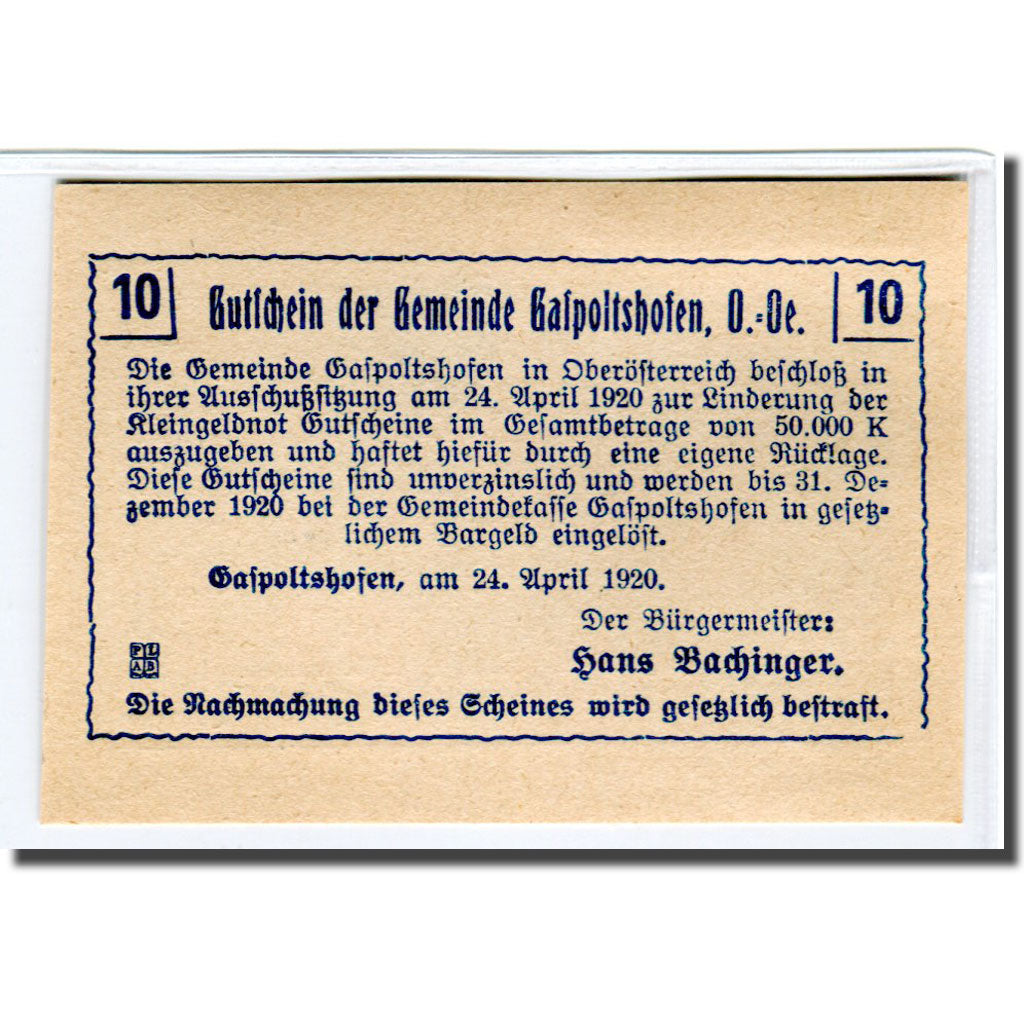 10 Gutschein der Gemeinde Gaspoltshofen, O.=Oe. 10
Die Gemeinde Gaspoltshofen in Oberösterreich beschloß in
ihrer Ausschußsitzung am 24. April 1920 zur Linderung der
Kleingeldnot Gutscheine im Gesamtbetrage von 50.000 K
auszugeben und haftet hiefür durch eine eigene Rücklage.
Diese Gutscheine sind unverzinslich und werden bis 31. De=
zember 1920 bei der Gemeindekasse Gaspoltshofen in gesetz=
lichem Bargeld eingelöst.
Gaspoltshofen, am 24. April 1920.
Der Bürgermeister:
Hans Bachinger.
Die Nachmachung dieses Scheines wird gesetzlich bestraft.